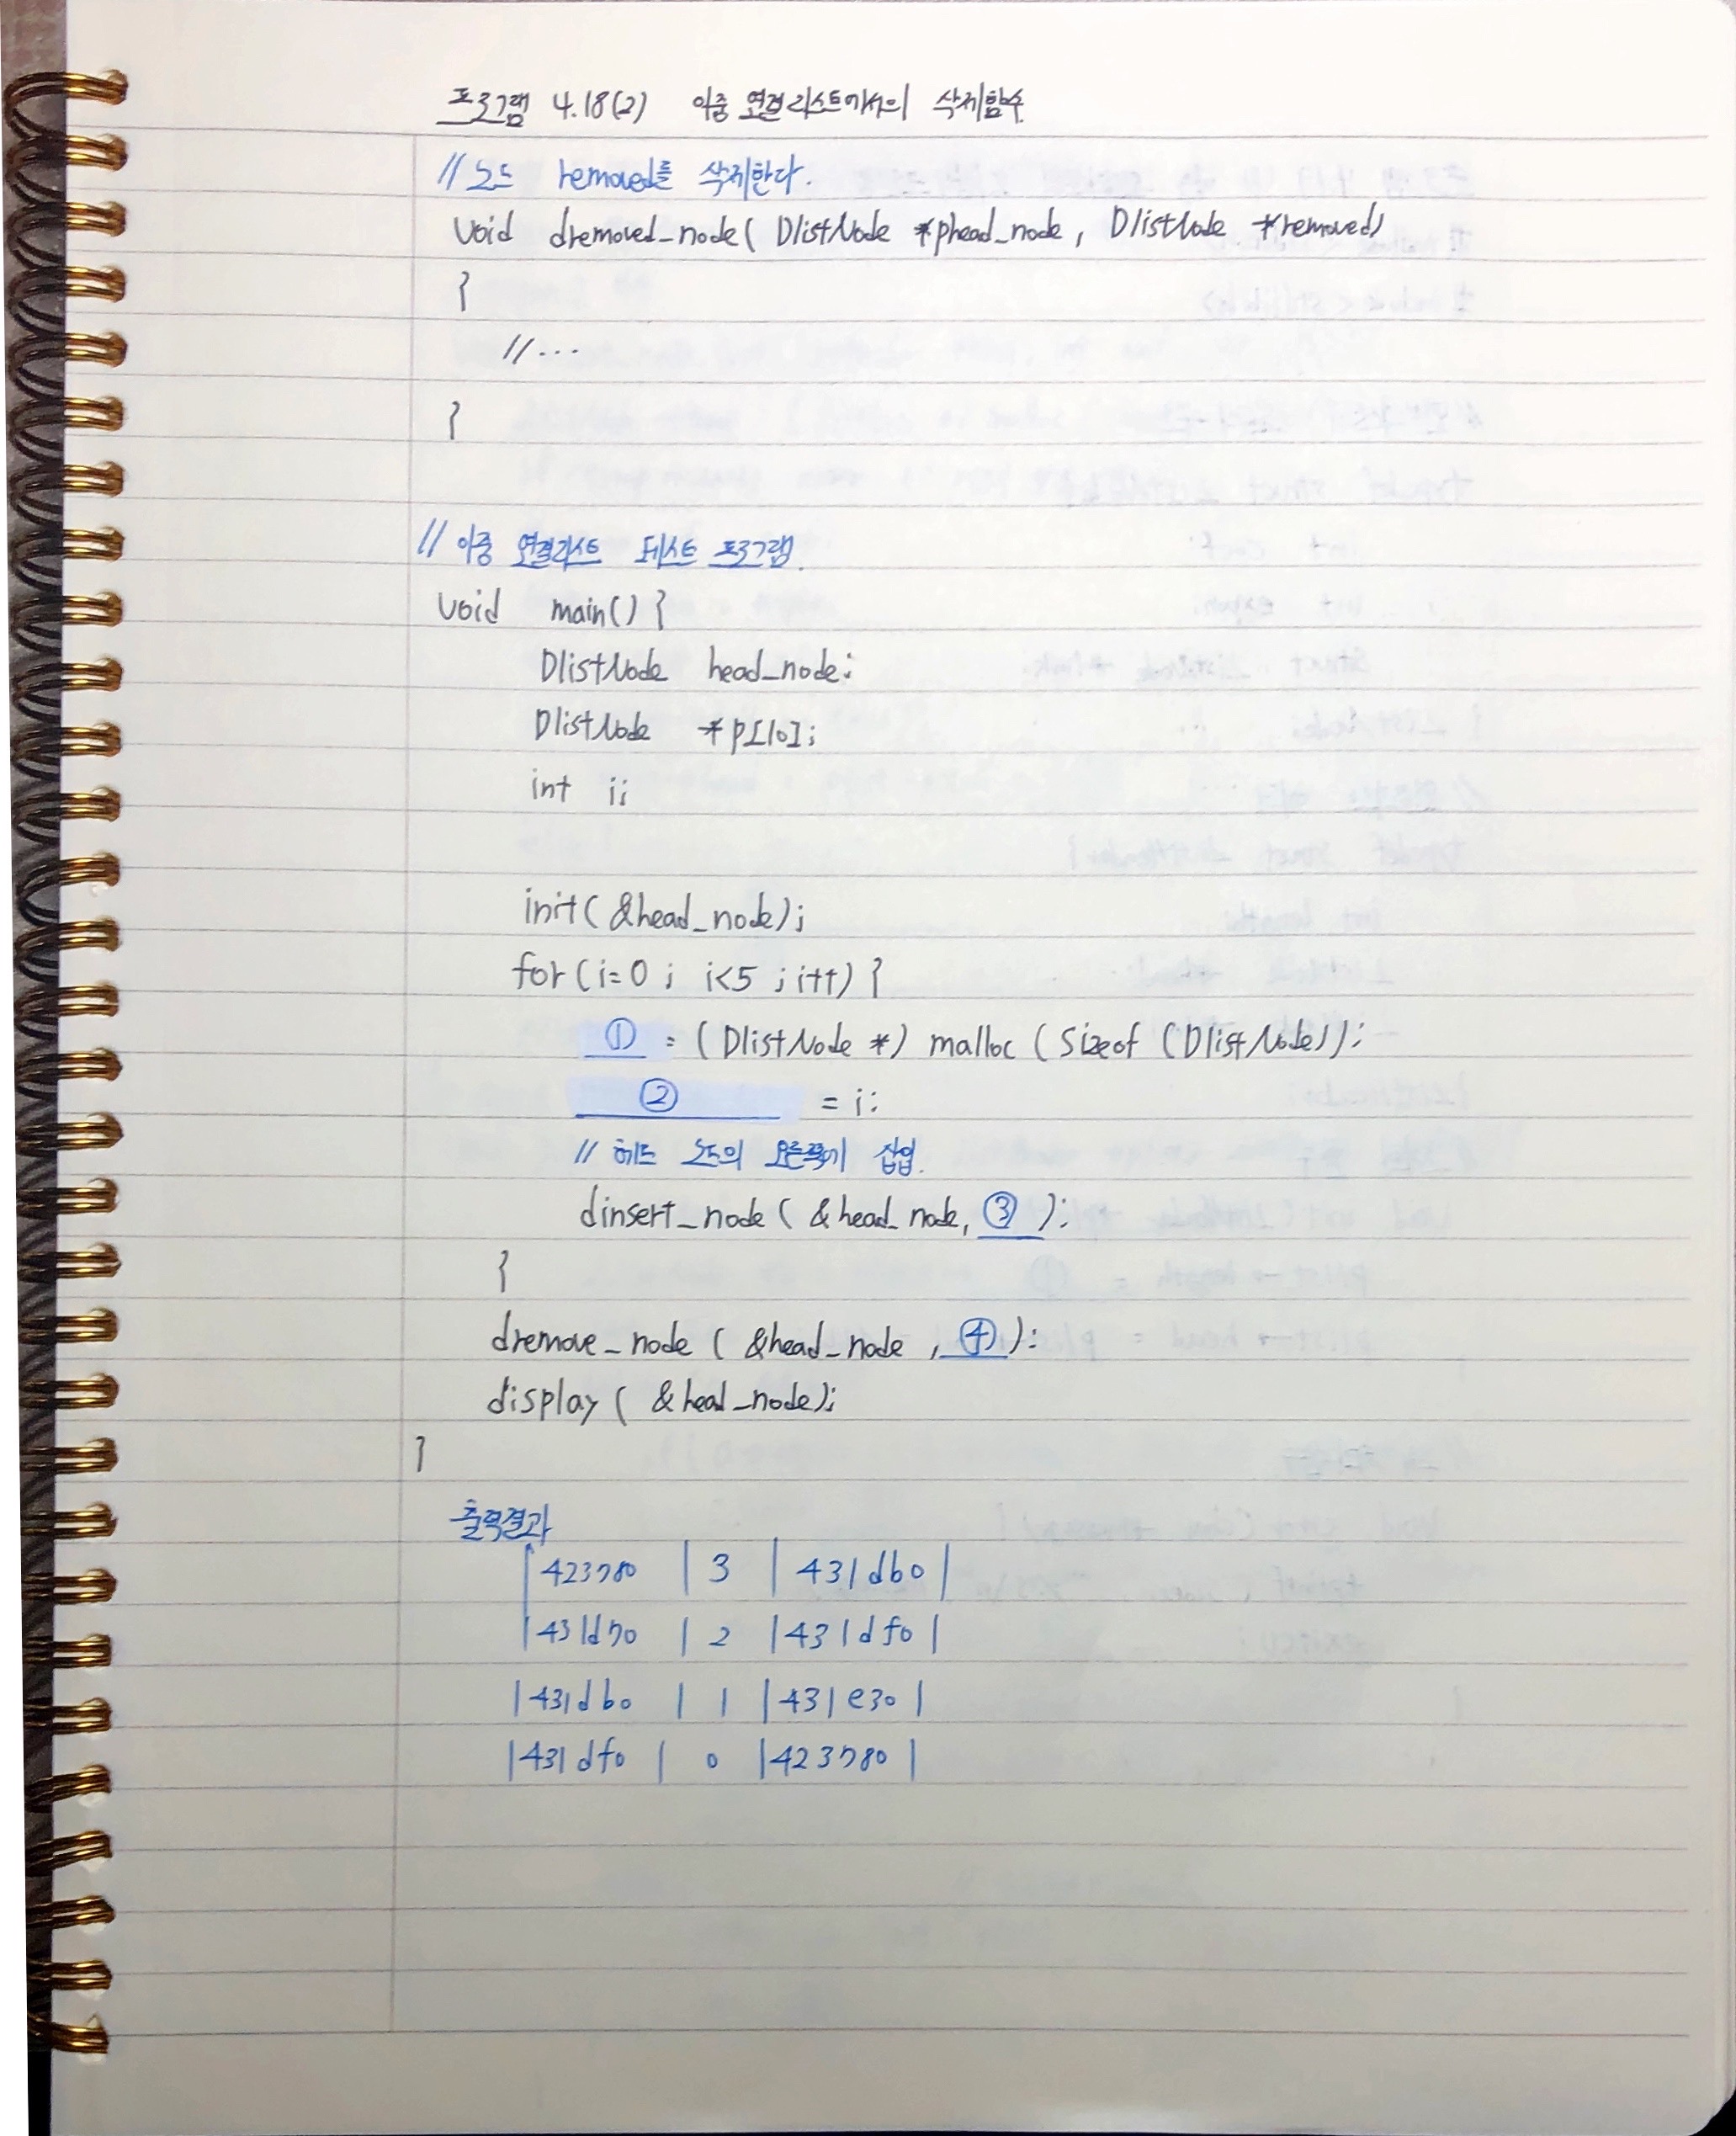 프로그램 4.18(2) 이중 연결리스트에서의 삭제함수
// 노드 removed를 삭제한다.
void dremoved_node( DlistNode *phead_node, DlistNode *removed)
}
//...
}
// 이중 연결리스트 테스트 프로그램.
void main() {
DlistNode head_node;
DlistNode *p[10];
int i;
init( &head_node);
for (i=0 ; i<5 ; i++) {
① = (DlistNode *) malloc (sizeof (DlistNode));
② = i;
// 헤드 노드의 오른쪽에 삽입.
dinsert_node ( &head_node, ③ );
}
dremove_node ( &head_node , ④ );
display ( &head_node);
}
출력결과
|423780 | 3 | 431db0 |
|431d70 | 2 |431df0 |
|431db0 | 1 |431e30 |
|431df0 | 0 |423780 |